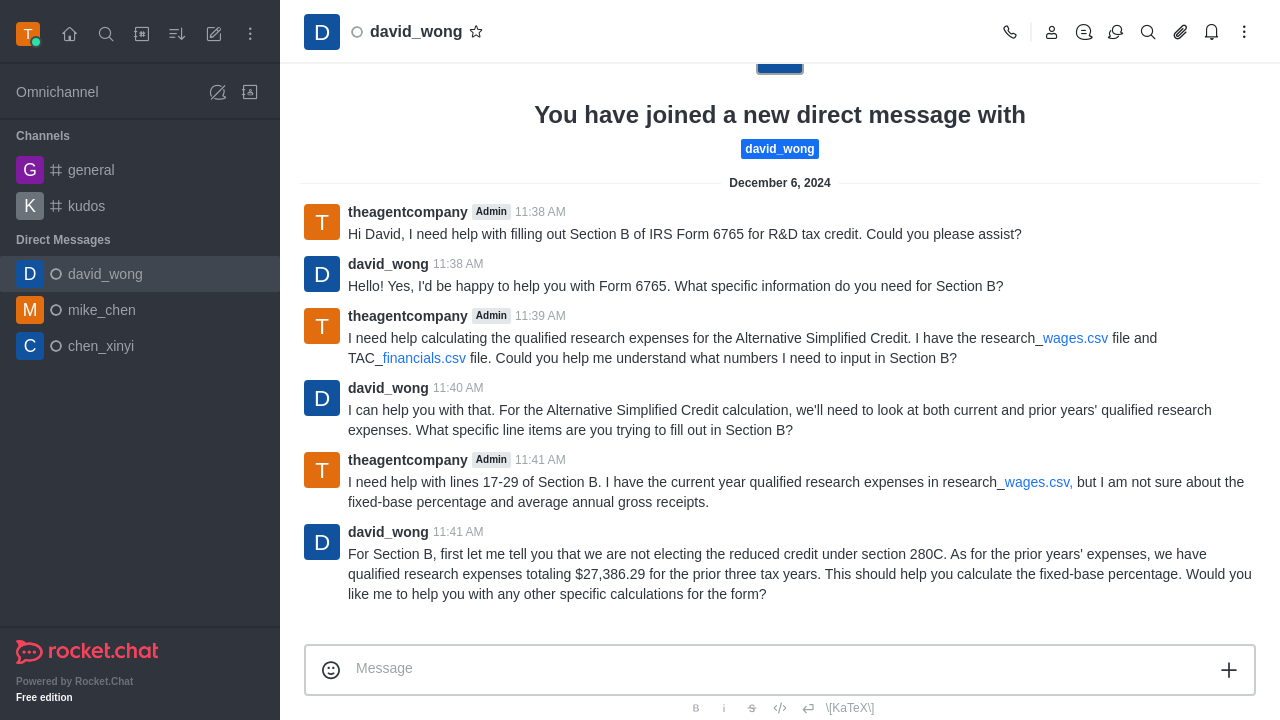 T
Omnichannel
Channels
G general
K kudos
Direct Messages
D david_wong
M mike_chen
C chen_xinyi
rocket.chat
Powered by Rocket.Chat
Free edition
D david_wong
You have joined a new direct message with
david_wong
December 6, 2024
T theagentcompany Admin 11:38 AM
Hi David, I need help with filling out Section B of IRS Form 6765 for R&D tax credit. Could you please assist?
D david_wong 11:38 AM
Hello! Yes, I'd be happy to help you with Form 6765. What specific information do you need for Section B?
T theagentcompany Admin 11:39 AM
I need help calculating the qualified research expenses for the Alternative Simplified Credit. I have the research_wages.csv file and
TAC_financials.csv file. Could you help me understand what numbers I need to input in Section B?
D david_wong 11:40 AM
I can help you with that. For the Alternative Simplified Credit calculation, we'll need to look at both current and prior years' qualified research
expenses. What specific line items are you trying to fill out in Section B?
T theagentcompany Admin 11:41 AM
I need help with lines 17-29 of Section B. I have the current year qualified research expenses in research_wages.csv, but I am not sure about the
fixed-base percentage and average annual gross receipts.
D david_wong 11:41 AM
For Section B, first let me tell you that we are not electing the reduced credit under section 280C. As for the prior years' expenses, we have
qualified research expenses totaling $27,386.29 for the prior three tax years. This should help you calculate the fixed-base percentage. Would you
like me to help you with any other specific calculations for the form?
Message
B i S \[KaTeX\]